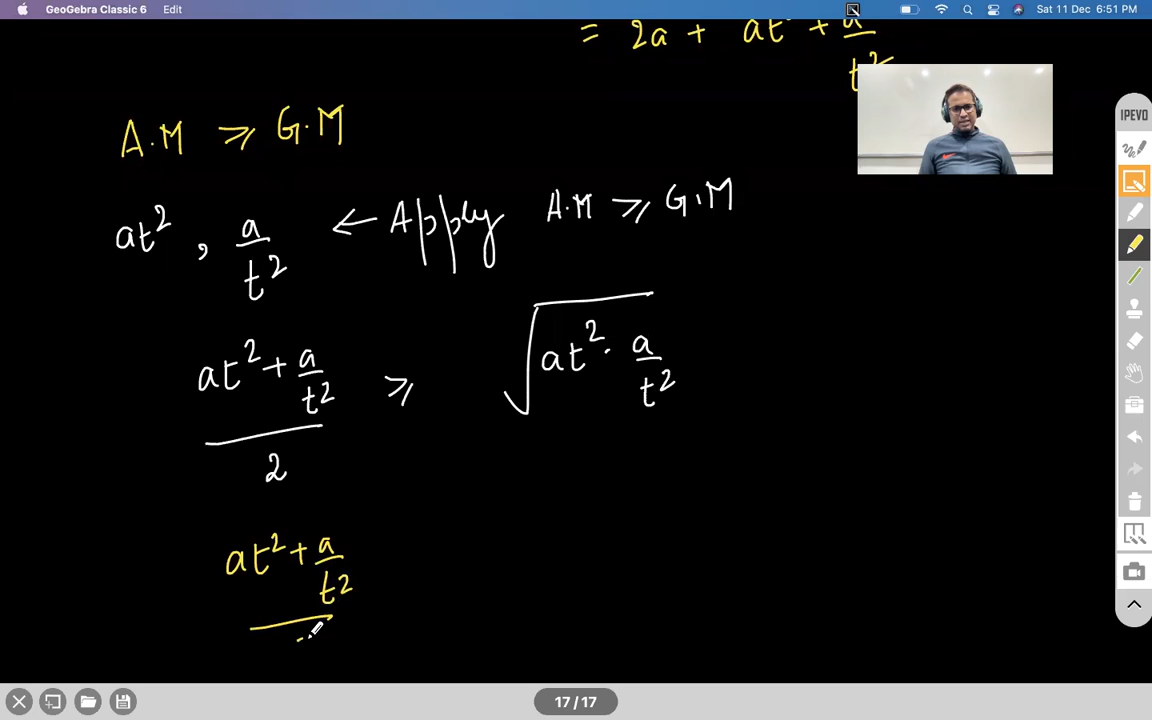 GeoGebra Classic 6 Edit Sat 11 Dec 6:51 PM
= 2a + at² + a/t²
IPEVO
A.M ⩾ G.M
at² , a/t² ← Apply A.M ⩾ G.M
(at² + a/t²)/2 ⩾ √(at² · a/t²)
at² + a/t²
17/17